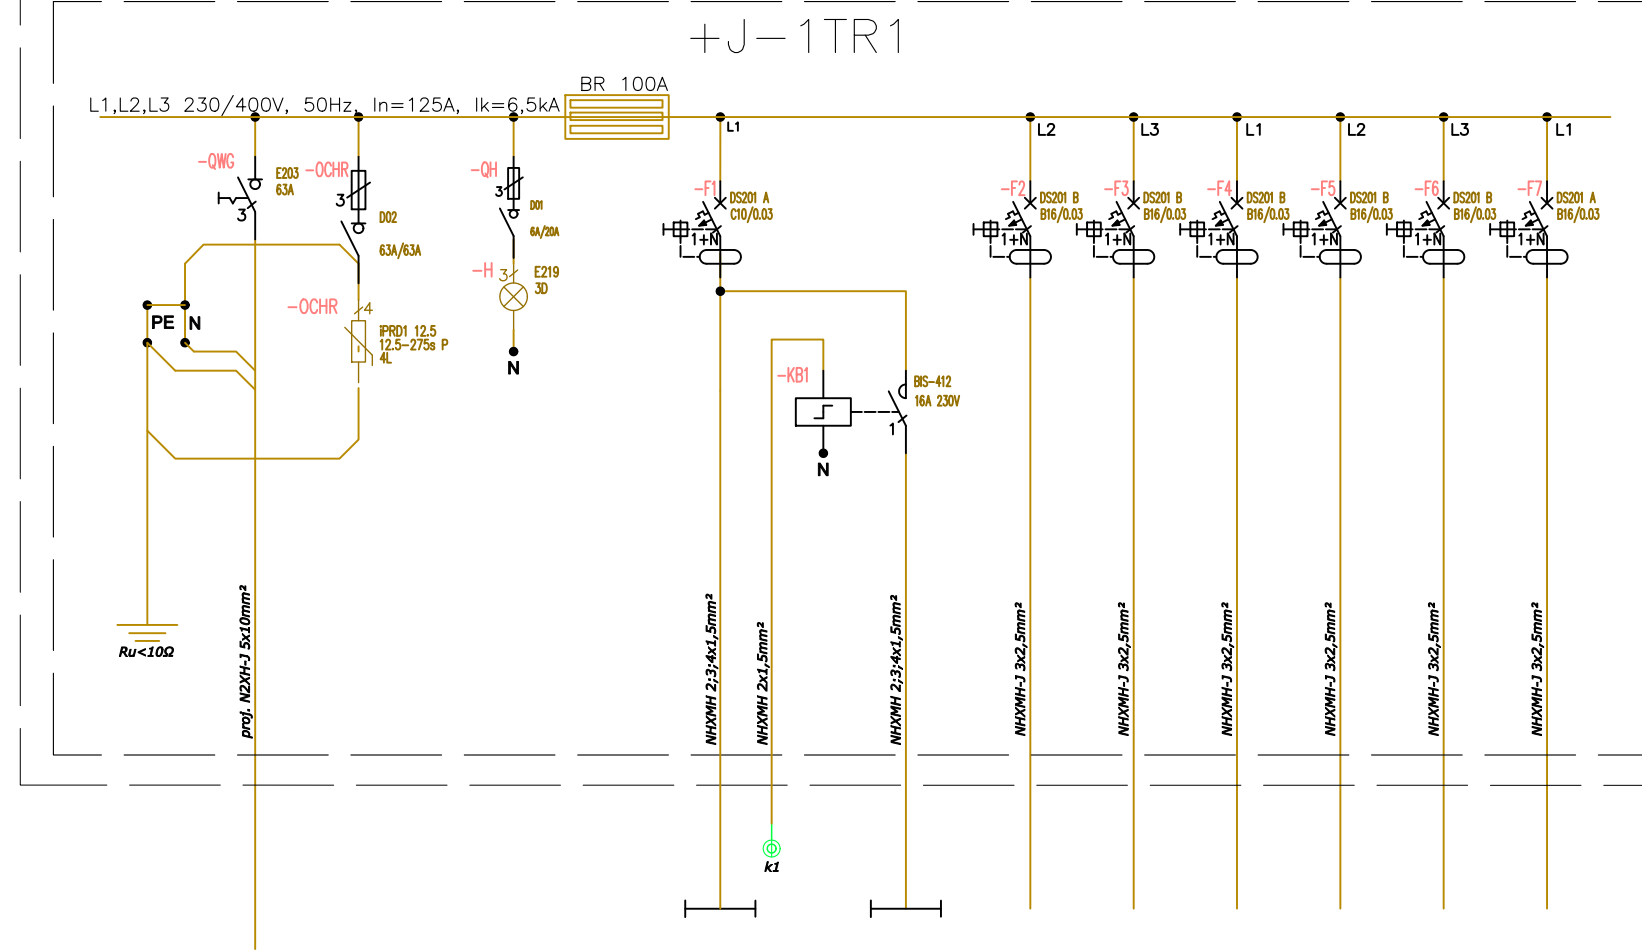 +J-1TR1
BR 100A
L1,L2,L3 230/400V, 50Hz, In=125A, Ik=6,5kA
L1
L2
L3
L1
L2
L3
L1
-QWG
E203
63A
3
-OCHR
3
D02
63A/63A
-QH
3
D01
6A/20A
-H
3
E219
3D
N
-OCHR
4
iPRD1 12.5
12.5-275s P
4L
PE
N
-F1
DS201 A
C10/0.03
1+N
-F2
DS201 B
B16/0.03
1+N
-F3
DS201 B
B16/0.03
1+N
-F4
DS201 B
B16/0.03
1+N
-F5
DS201 B
B16/0.03
1+N
-F6
DS201 B
B16/0.03
1+N
-F7
DS201 A
B16/0.03
1+N
-KB1
N
BIS-412
16A 230V
1
Ru<10Ω
proj. N2XH-J 5x10mm²
NHXMH 2;3;4x1,5mm²
NHXMH 2x1,5mm²
NHXMH 2;3;4x1,5mm²
NHXMH-J 3x2,5mm²
NHXMH-J 3x2,5mm²
NHXMH-J 3x2,5mm²
NHXMH-J 3x2,5mm²
NHXMH-J 3x2,5mm²
NHXMH-J 3x2,5mm²
k1